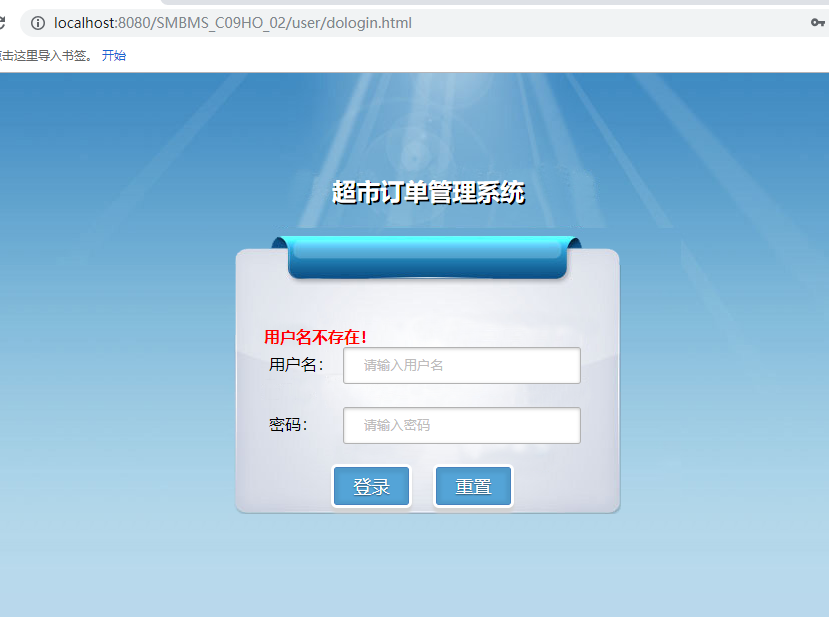 localhost:8080/SMBMS_C09HO_02/user/dologin.html
击这里导入书签。 开始
超市订单管理系统
用户名不存在!
用户名: 请输入用户名
密码: 请输入密码
登录 重置